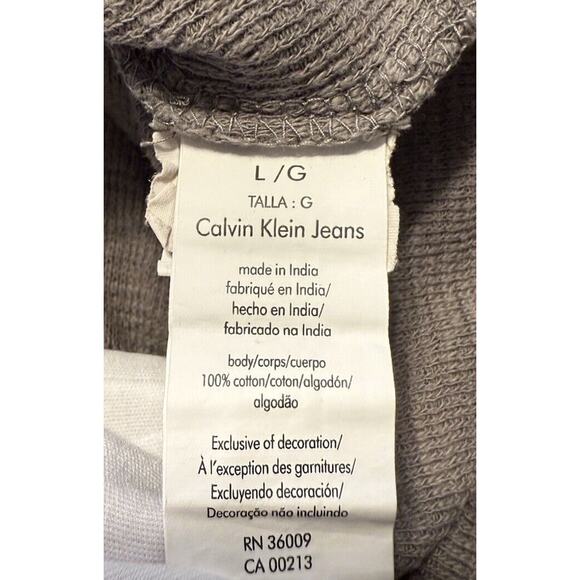 L /G
TALLA : G
Calvin Klein Jeans
made in India
fabriqué en India/
hecho en India/
fabricado na India
body/corps/cuerpo
100% cotton/coton/algodón/
algodão
Exclusive of decoration/
À l'exception des garnitures/
Excluyendo decoración/
Decoração não incluindo
RN 36009
CA 00213